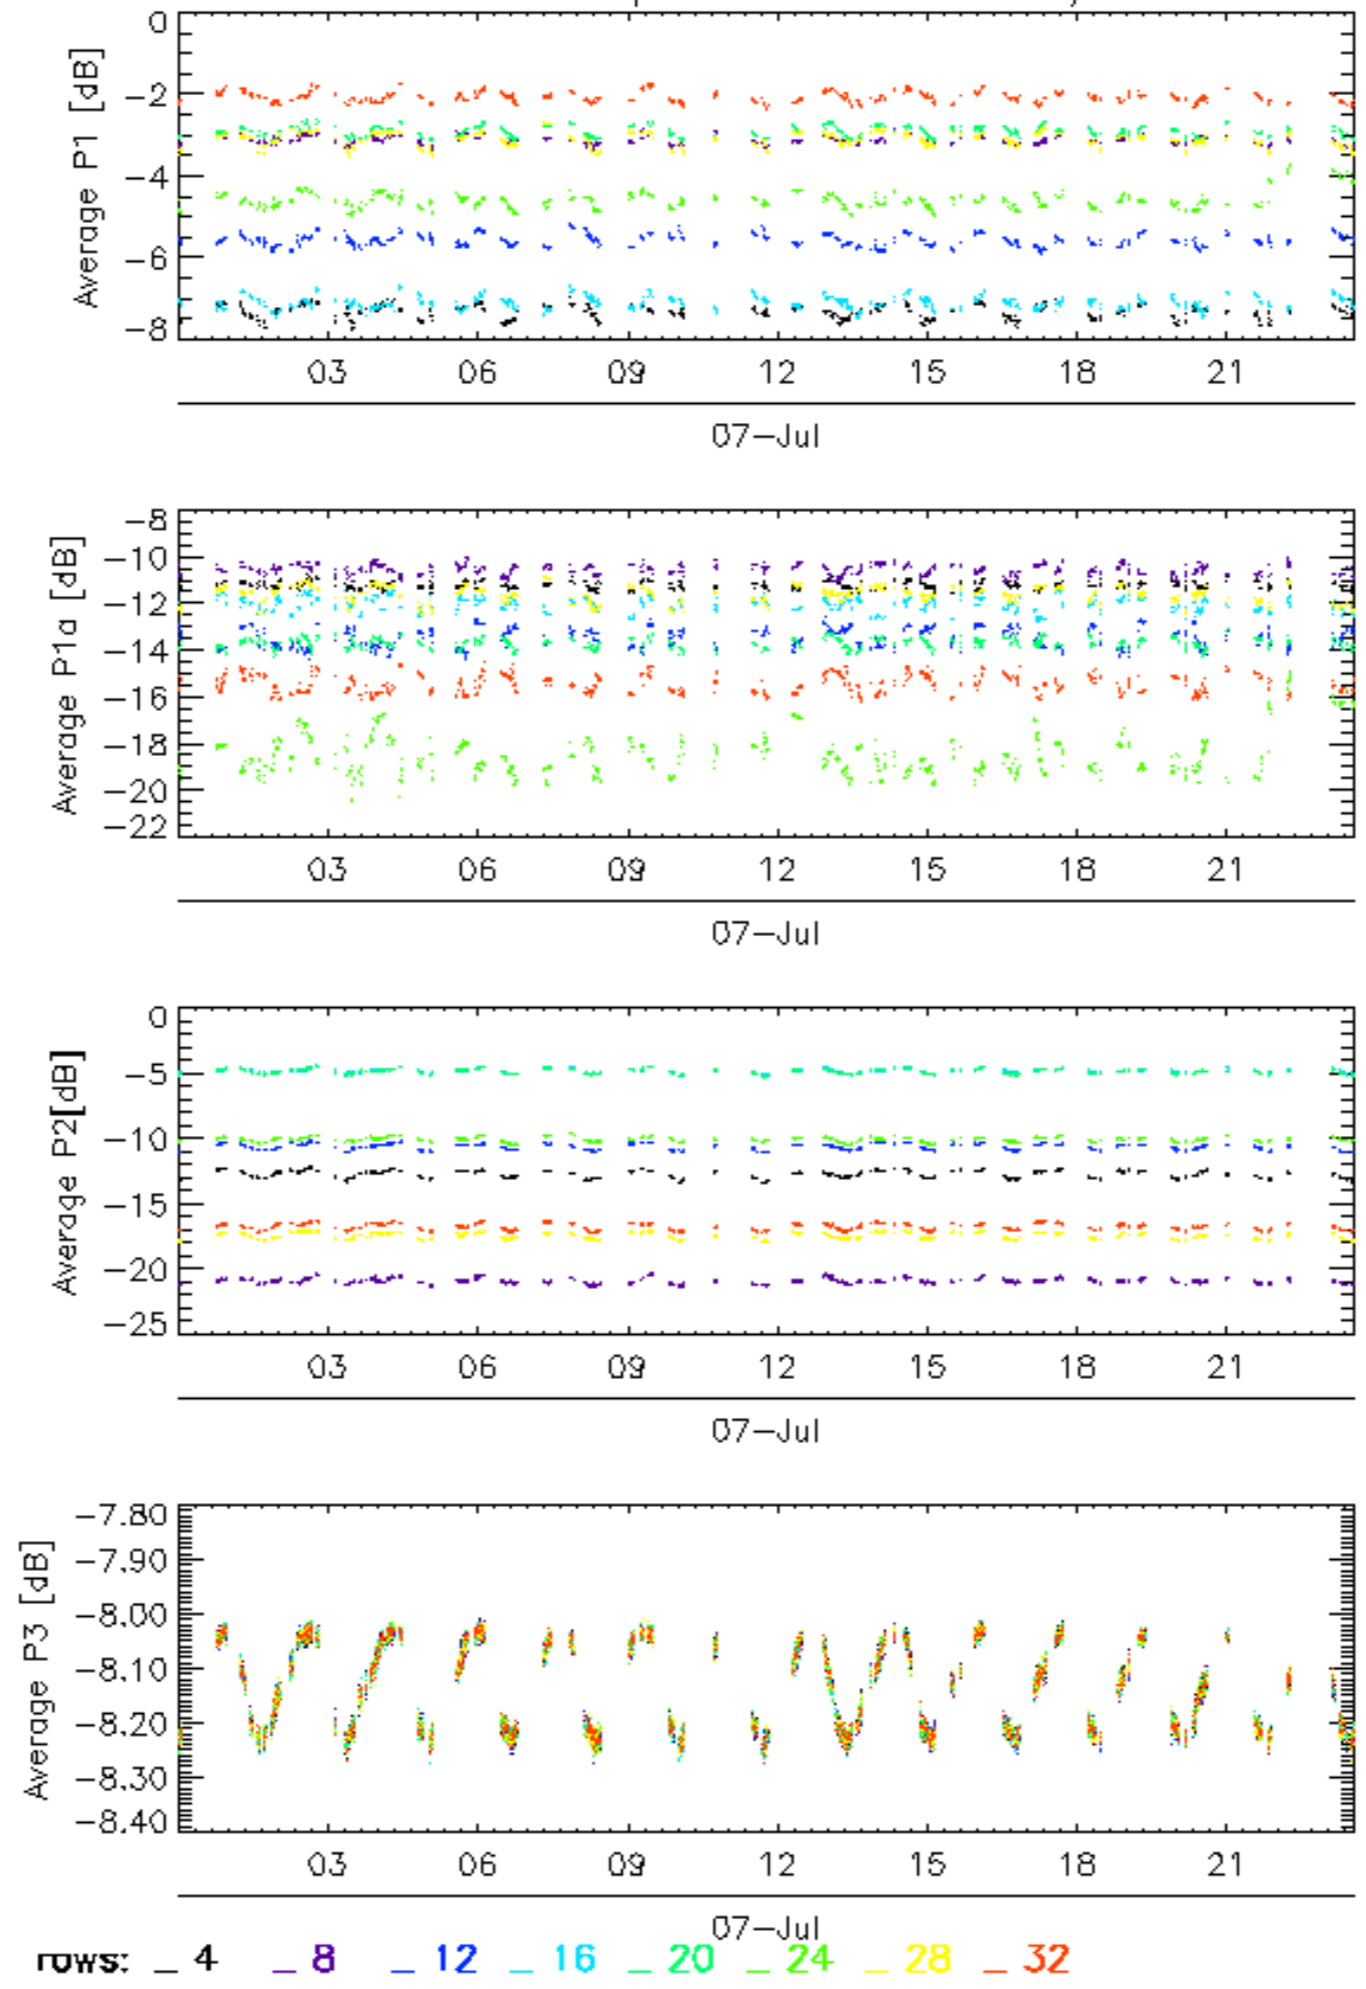 0
−2
−4
−6
−8
Average P1 [dB]
03 06 09 12 15 18 21
07−Jul
−8
−10
−12
−14
−16
−18
−20
−22
Average P1a [dB]
03 06 09 12 15 18 21
07−Jul
0
−5
−10
−15
−20
−25
Average P2[dB]
03 06 09 12 15 18 21
07−Jul
−7.80
−7.90
−8.00
−8.10
−8.20
−8.30
−8.40
Average P3 [dB]
03 06 09 12 15 18 21
07−Jul
rows: _ 4 _ 8 _ 12 _ 16 _ 20 _ 24 _ 28 _ 32